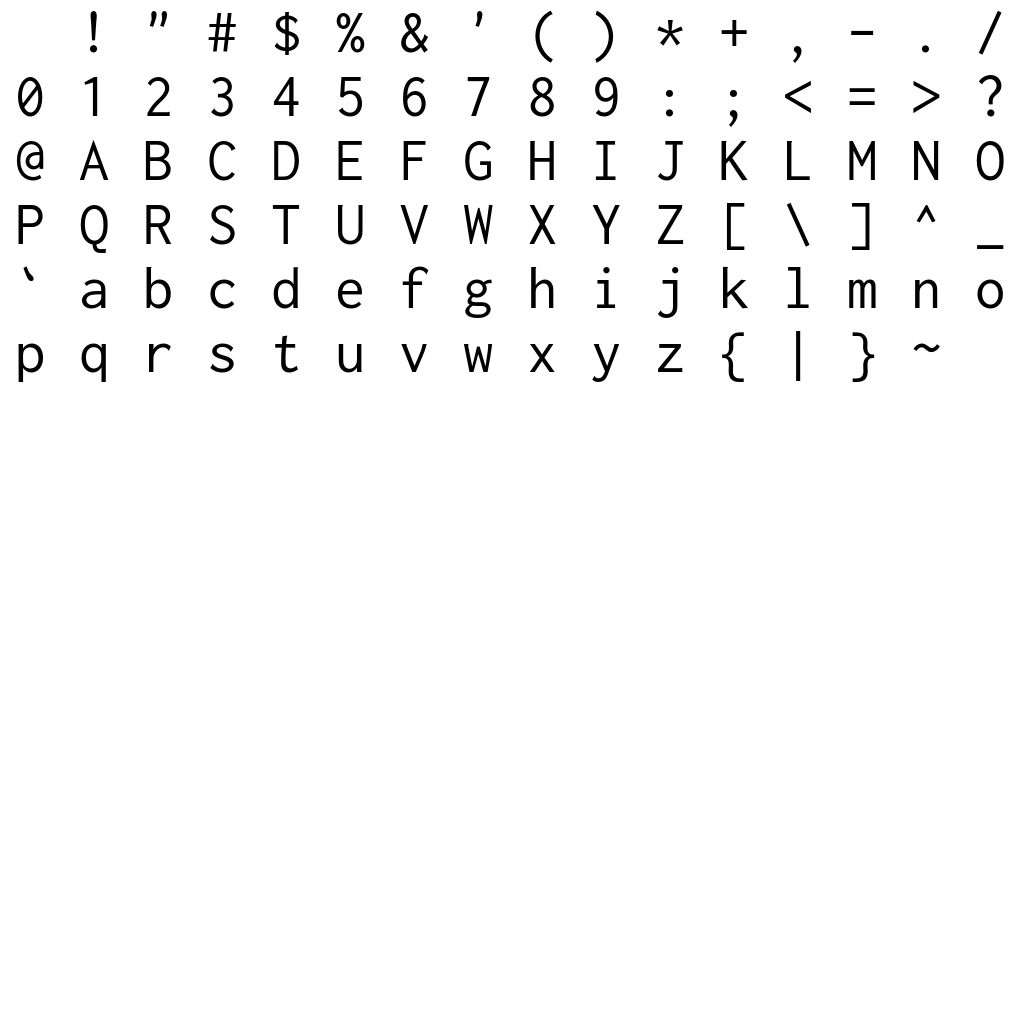 ! " # $ % & ' ( ) * + , - . /
0 1 2 3 4 5 6 7 8 9 : ; < = > ?
@ A B C D E F G H I J K L M N O
P Q R S T U V W X Y Z [ \ ] ^ _
` a b c d e f g h i j k l m n o
p q r s t u v w x y z { | } ~